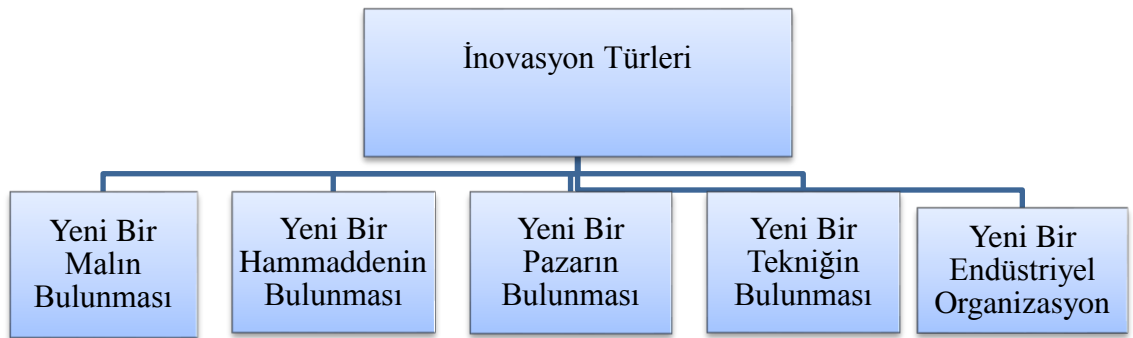 İnovasyon Türleri
Yeni Bir
Malın
Bulunması
Yeni Bir
Hammaddenin
Bulunması
Yeni Bir
Pazarın
Bulunması
Yeni Bir
Tekniğin
Bulunması
Yeni Bir
Endüstriyel
Organizasyon